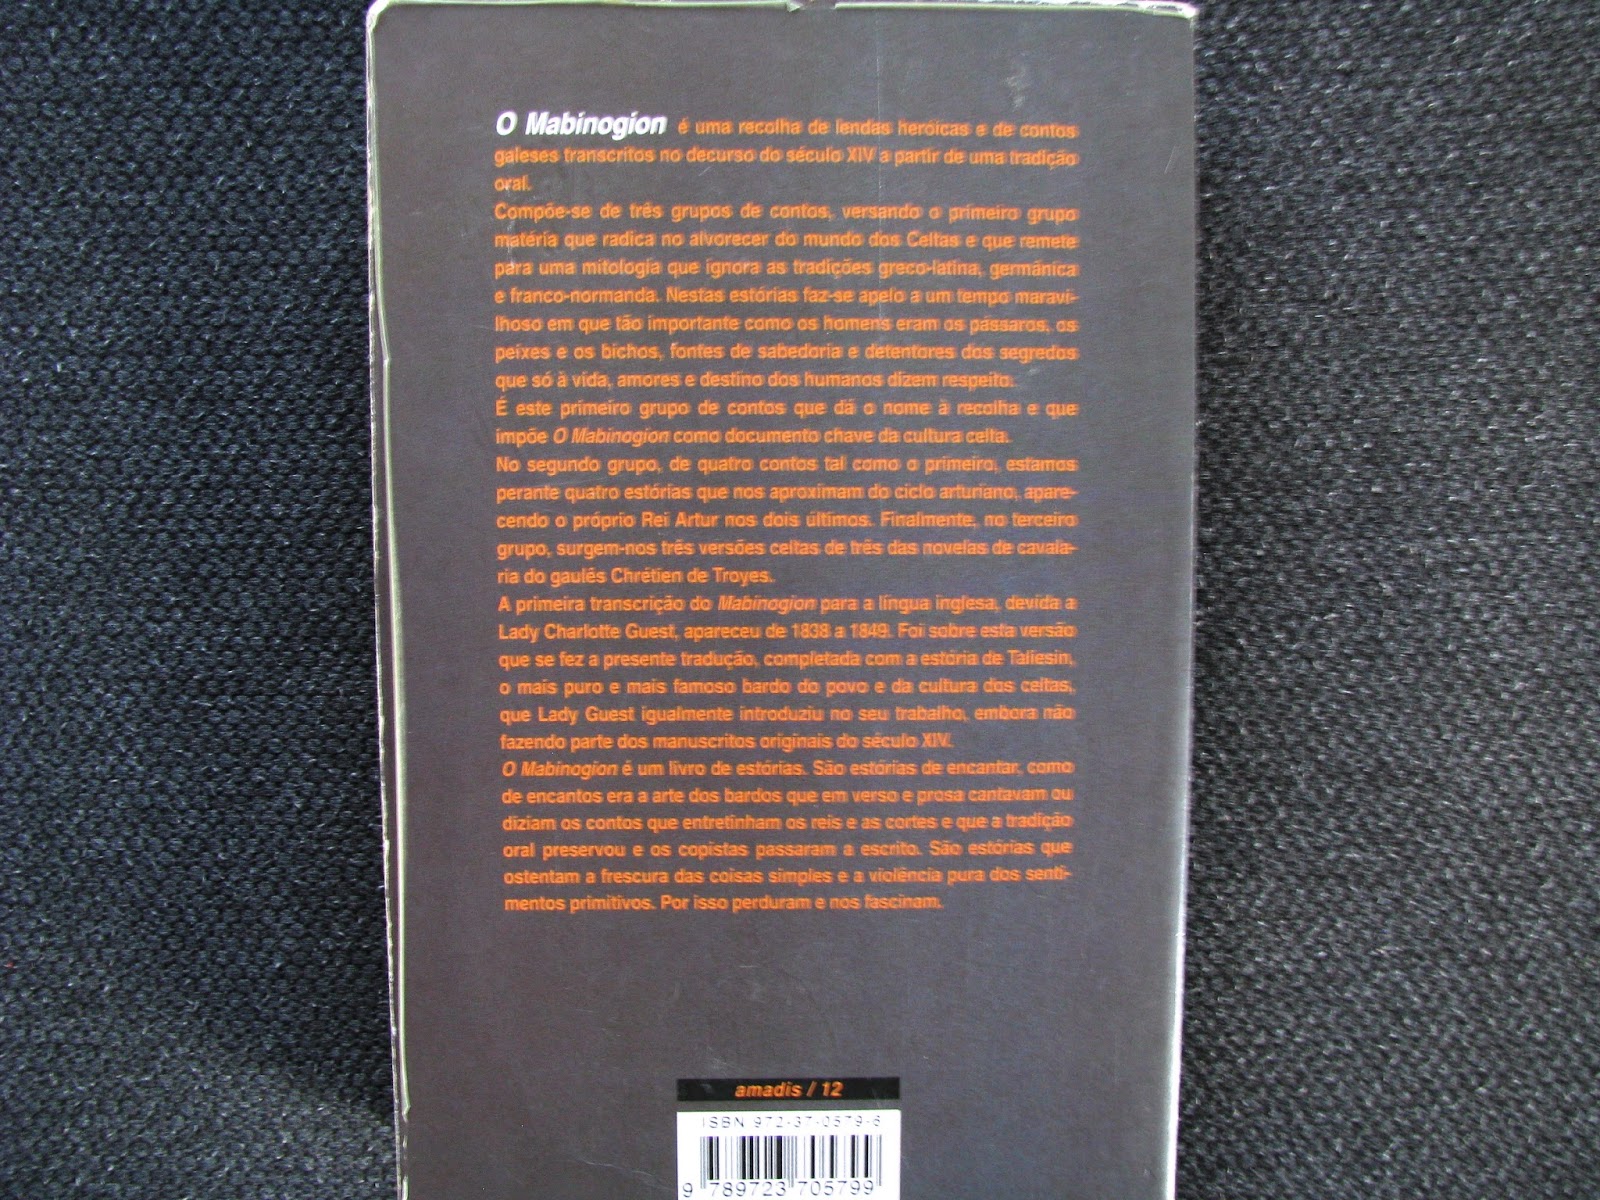 O Mabinogion é uma recolha de lendas heróicas e de contos
galeses transcritos no decurso do século XIV a partir de uma tradição
oral.
Compõe-se de três grupos de contos, versando o primeiro grupo
matéria que radica no alvorecer do mundo dos Celtas e que remete
para uma mitologia que ignora as tradições greco-latina, germânica
e franco-normanda. Nestas estórias faz-se apelo a um tempo maravi-
lhoso em que tão importante como os homens eram os pássaros, os
peixes e os bichos, fontes de sabedoria e detentores dos segredos
que só à vida, amores e destino dos humanos dizem respeito.
É este primeiro grupo de contos que dá o nome à recolha e que
impõe O Mabinogion como documento chave da cultura celta.
No segundo grupo, de quatro contos tal como o primeiro, estamos
perante quatro estórias que nos aproximam do ciclo arturiano, apare-
cendo o próprio Rei Artur nos dois últimos. Finalmente, no terceiro
grupo, surgem-nos três versões celtas de três das novelas de cavala-
ria do gaulês Chrétien de Troyes.
A primeira transcrição do Mabinogion para a língua inglesa, devida a
Lady Charlotte Guest, apareceu de 1838 a 1849. Foi sobre esta versão
que se fez a presente tradução, completada com a estória de Taliesin,
o mais puro e mais famoso bardo do povo e da cultura dos celtas,
que Lady Guest igualmente introduziu no seu trabalho, embora não
fazendo parte dos manuscritos originais do século XIV.
O Mabinogion é um livro de estórias. São estórias de encantar, como
de encantos era a arte dos bardos que em verso e prosa cantavam ou
diziam os contos que entretinham os reis e as cortes e que a tradição
oral preservou e os copistas passaram a escrito. São estórias que
ostentam a frescura das coisas simples e a violência pura dos senti-
mentos primitivos. Por isso perduram e nos fascinam.
amadis / 12
ISBN 972-37-0579-6
9 789723 705799